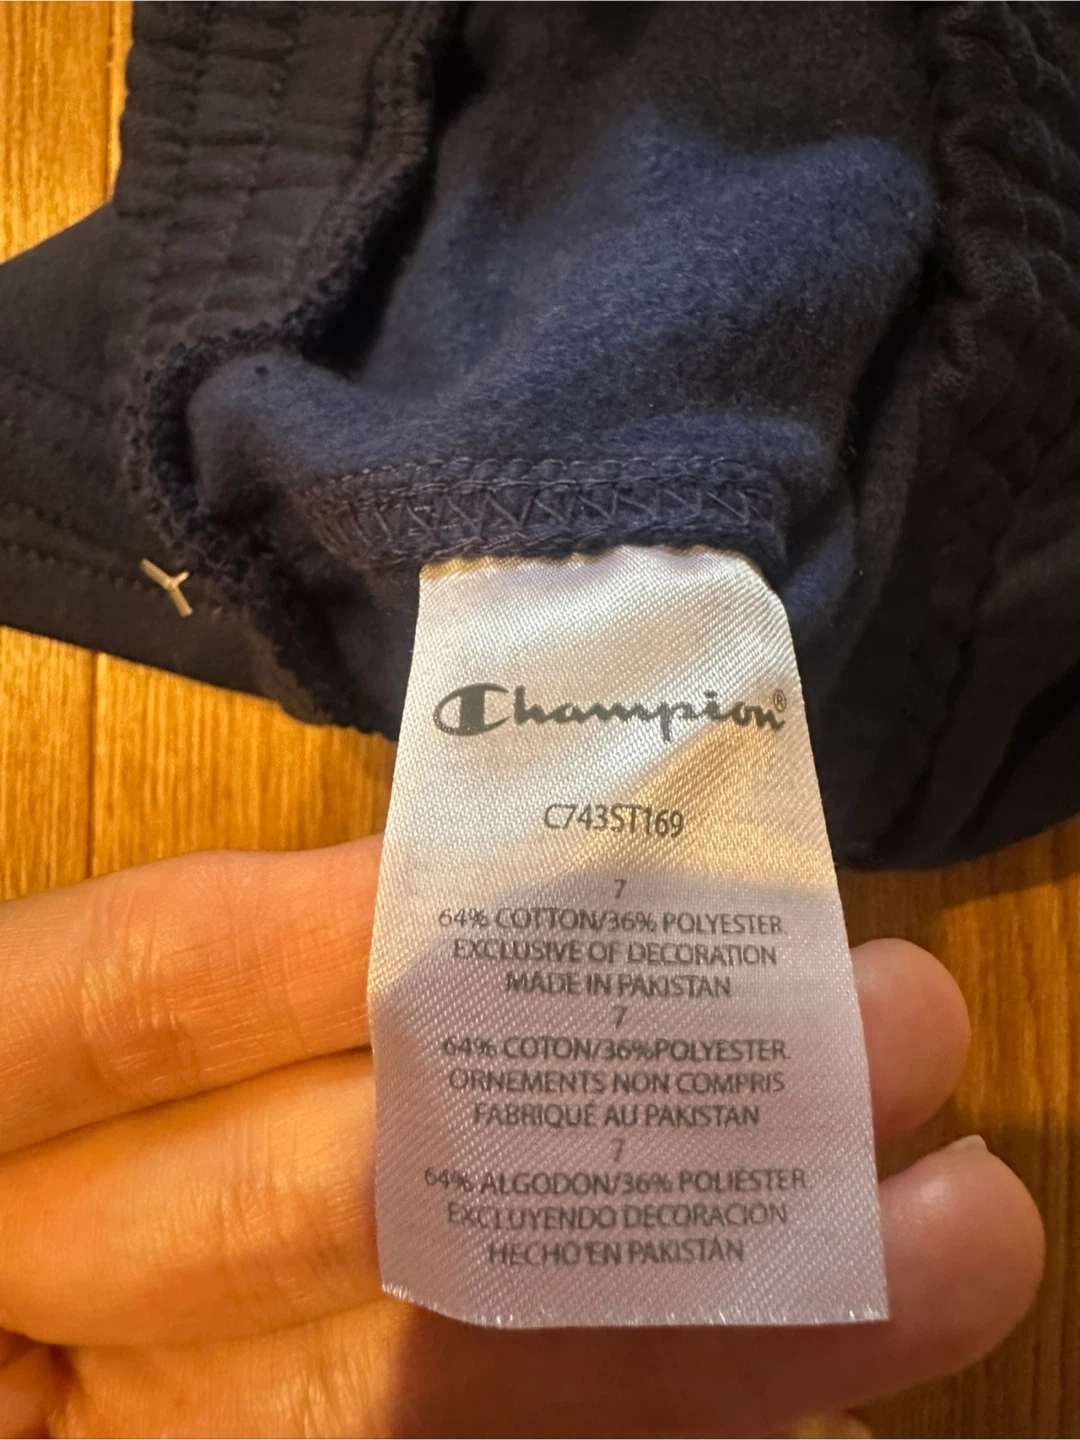 Champion®
C743ST169
7
64% COTTON/36% POLYESTER
EXCLUSIVE OF DECORATION
MADE IN PAKISTAN
7
64% COTON/36%POLYESTER.
ORNEMENTS NON COMPRIS
FABRIQUÉ AU PAKISTAN
7
64% ALGODON/36% POLIÉSTER
EXCLUYENDO DECORACIÓN
HECHO EN PAKISTÁN